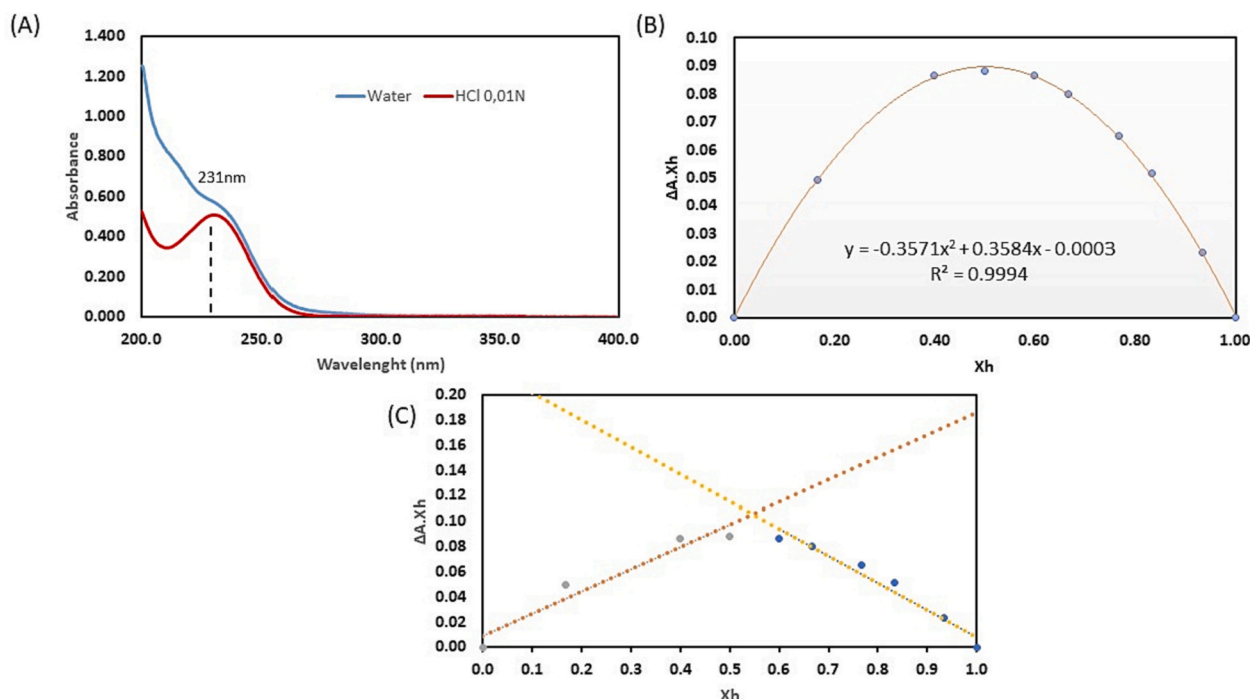 (A)
1.400
1.200
1.000
0.800
0.600
0.400
0.200
0.000
Absorbance
Water HCl 0,01N
231nm
200.0 250.0 300.0 350.0 400.0
Wavelenght (nm)
(B)
0.10
0.09
0.08
0.07
0.06
0.05
0.04
0.03
0.02
0.01
0.00
ΔA.Xh
y = -0.3571x² + 0.3584x - 0.0003
R² = 0.9994
0.00 0.20 0.40 0.60 0.80 1.00
Xh
(C)
0.20
0.18
0.16
0.14
0.12
0.10
0.08
0.06
0.04
0.02
0.00
ΔA.Xh
0.0 0.1 0.2 0.3 0.4 0.5 0.6 0.7 0.8 0.9 1.0
Xh